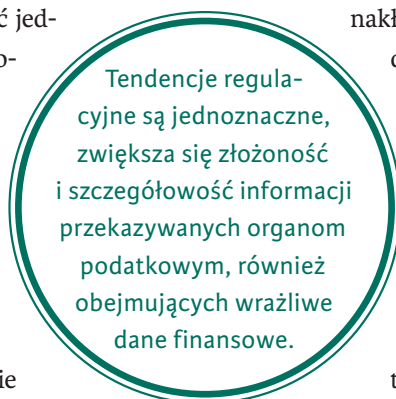 ć jed-
nakł
o-
Tendencje regula-
cyjne są jednoznaczne,
zwiększa się złożoność
i szczegółowość informacji
przekazywanych organom
podatkowym, również
obejmujących wrażliwe
dane finansowe.
ie
t